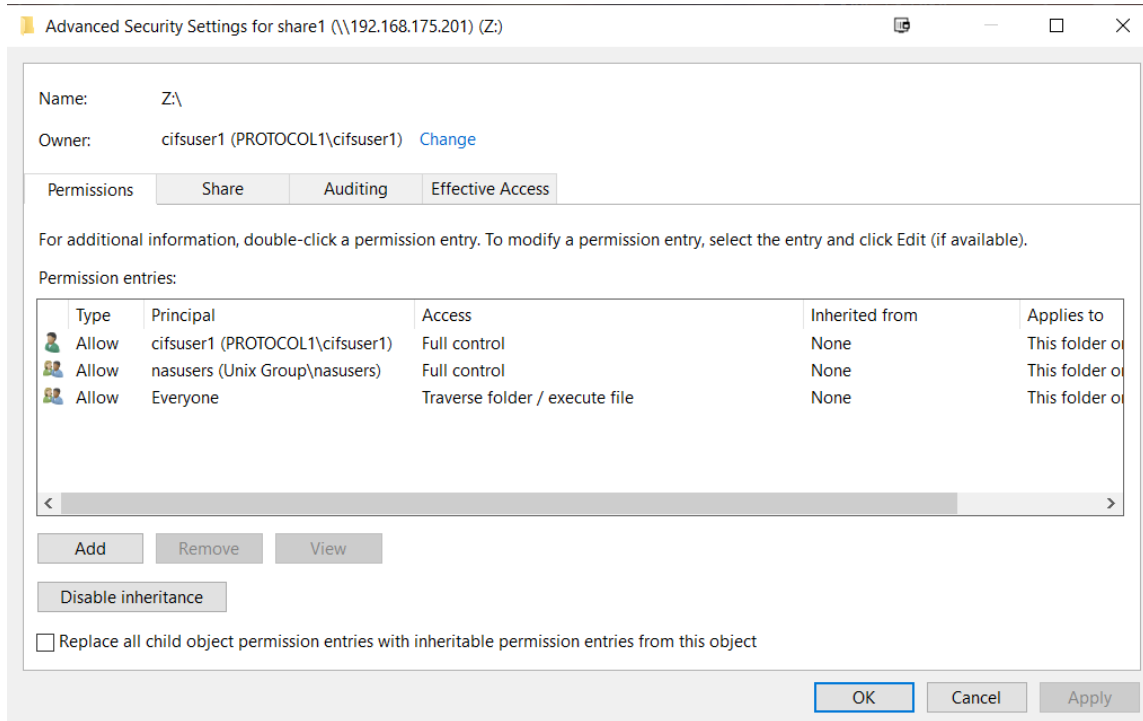 Advanced Security Settings for share1 (\\192.168.175.201) (Z:)
Name: Z:\
Owner: cifsuser1 (PROTOCOL1\cifsuser1) Change
Permissions Share Auditing Effective Access
For additional information, double-click a permission entry. To modify a permission entry, select the entry and click Edit (if available).
Permission entries:
Type Principal Access Inherited from Applies to
Allow cifsuser1 (PROTOCOL1\cifsuser1) Full control None This folder
Allow nasusers (Unix Group\nasusers) Full control None This folder
Allow Everyone Traverse folder / execute file None This folder
Add Remove View
Disable inheritance
Replace all child object permission entries with inheritable permission entries from this object
OK Cancel Apply